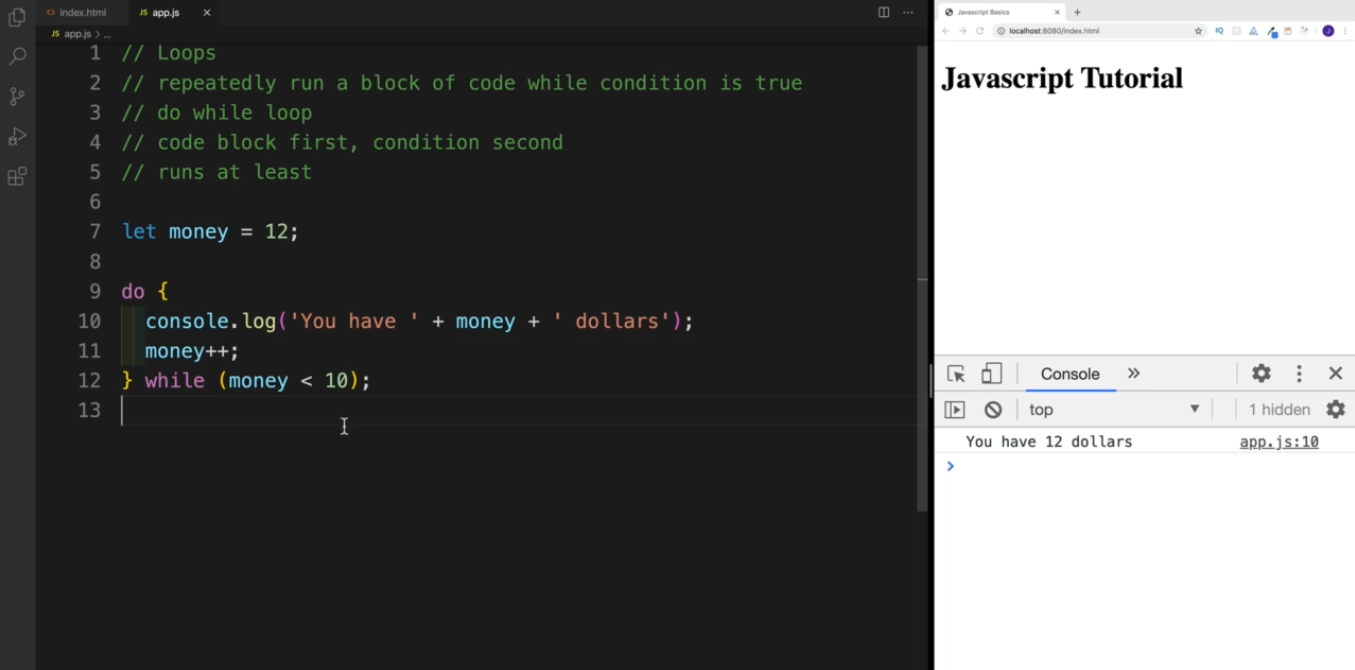 index.html
JS app.js
JS app.js > ...
1 // Loops
2 // repeatedly run a block of code while condition is true
3 // do while loop
4 // code block first, condition second
5 // runs at least
6
7 let money = 12;
8
9 do {
10 console.log('You have ' + money + ' dollars');
11 money++;
12 } while (money < 10);
13
Javascript Basics
localhost:8080/index.html
IQ
J
Javascript Tutorial
Console
top
1 hidden
You have 12 dollars
app.js:10